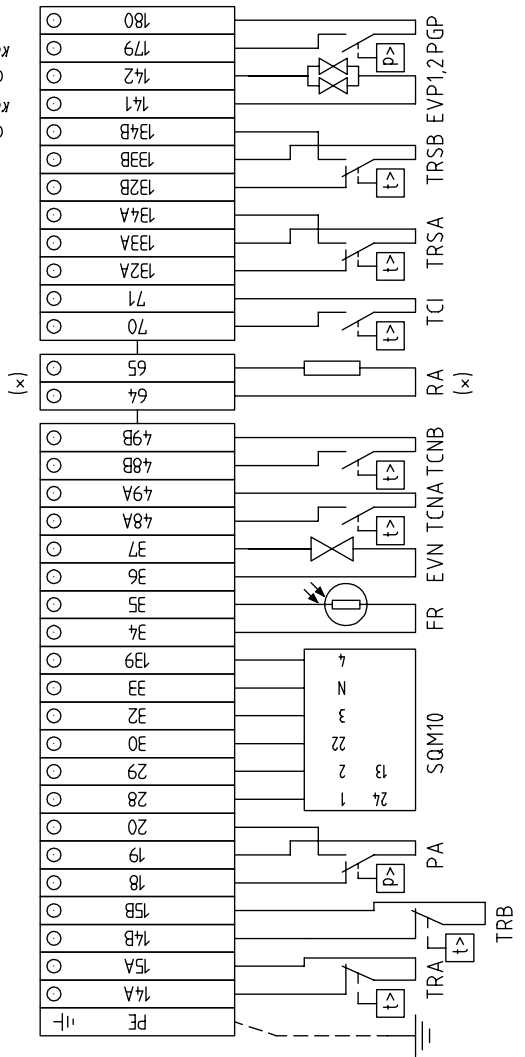 180
179
142
141
134B
133B
132B
134A
133A
132A
71
70
65
64
49B
48B
49A
48A
37
36
35
34
139
33
32
30
29
28
20
19
18
15B
14B
15A
14A
PE
(x)
p>
t>
t>
t>
t>
t>
4
N
3
22
2 13
1 24
p>
t>
t>
PGP
EVP1,2
TRSB
TRSA
TCI
RA
(x)
TCNB
TCNA
EVN
FR
SQM10
PA
TRB
TRA